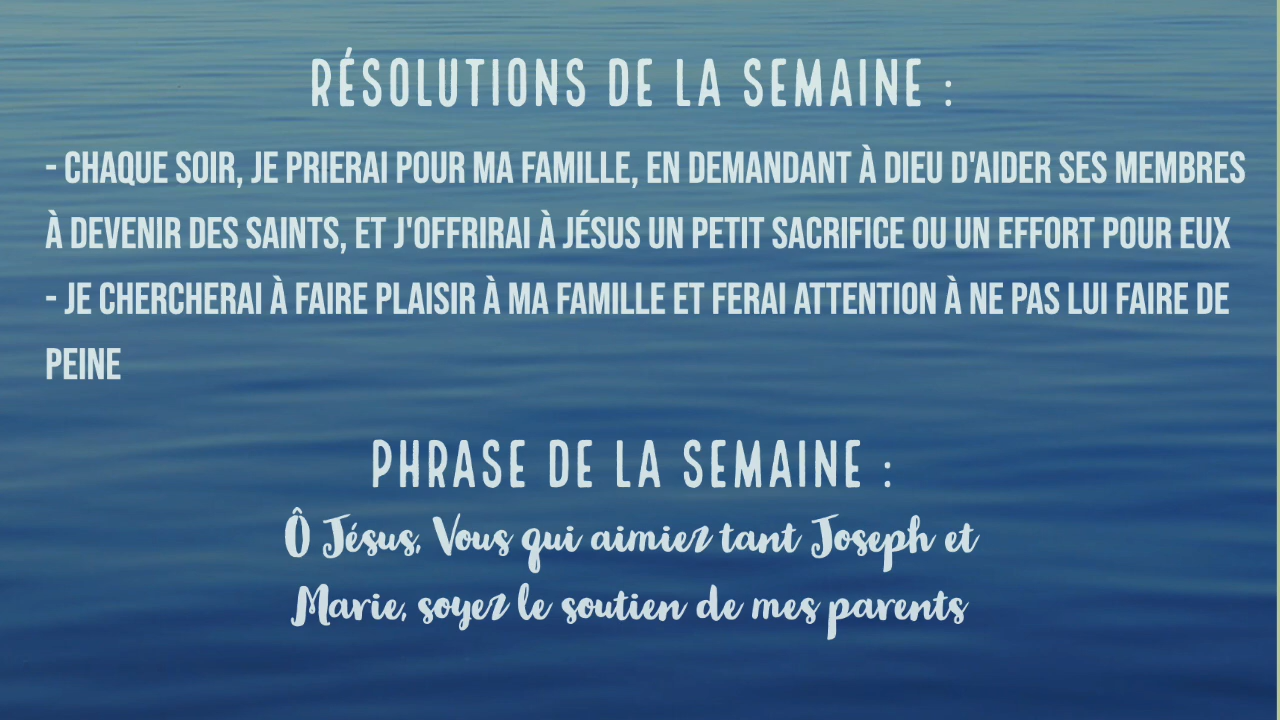 RÉSOLUTIONS DE LA SEMAINE :
- CHAQUE SOIR, JE PRIERAI POUR MA FAMILLE, EN DEMANDANT À DIEU D'AIDER SES MEMBRES
À DEVENIR DES SAINTS, ET J'OFFRIRAI À JÉSUS UN PETIT SACRIFICE OU UN EFFORT POUR EUX
- JE CHERCHERAI À FAIRE PLAISIR À MA FAMILLE ET FERAI ATTENTION À NE PAS LUI FAIRE DE
PEINE
PHRASE DE LA SEMAINE :
Ô Jésus, Vous qui aimiez tant Joseph et
Marie, soyez le soutien de mes parents